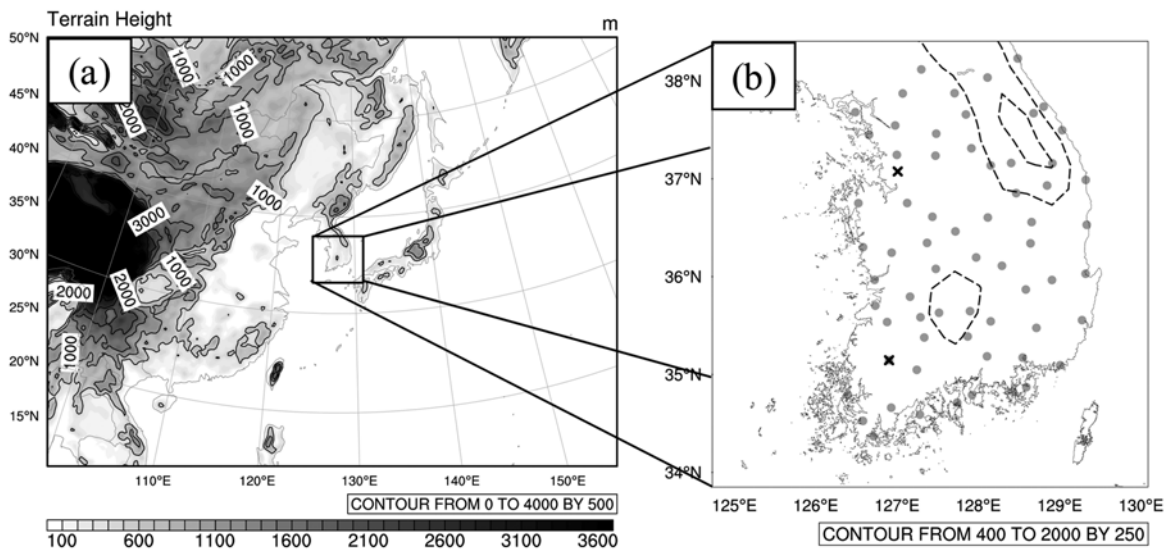 Terrain Height
m
(a)
50°N
45°N
40°N
35°N
30°N
25°N
20°N
15°N
1000
1000
2000
1000
3000
1000
2000
2000
1000
1000
110°E
120°E
130°E
140°E
150°E
CONTOUR FROM 0 TO 4000 BY 500
100
600
1100
1600
2100
2600
3100
3600
(b)
38°N
37°N
36°N
35°N
34°N
125°E
126°E
127°E
128°E
129°E
130°E
CONTOUR FROM 400 TO 2000 BY 250